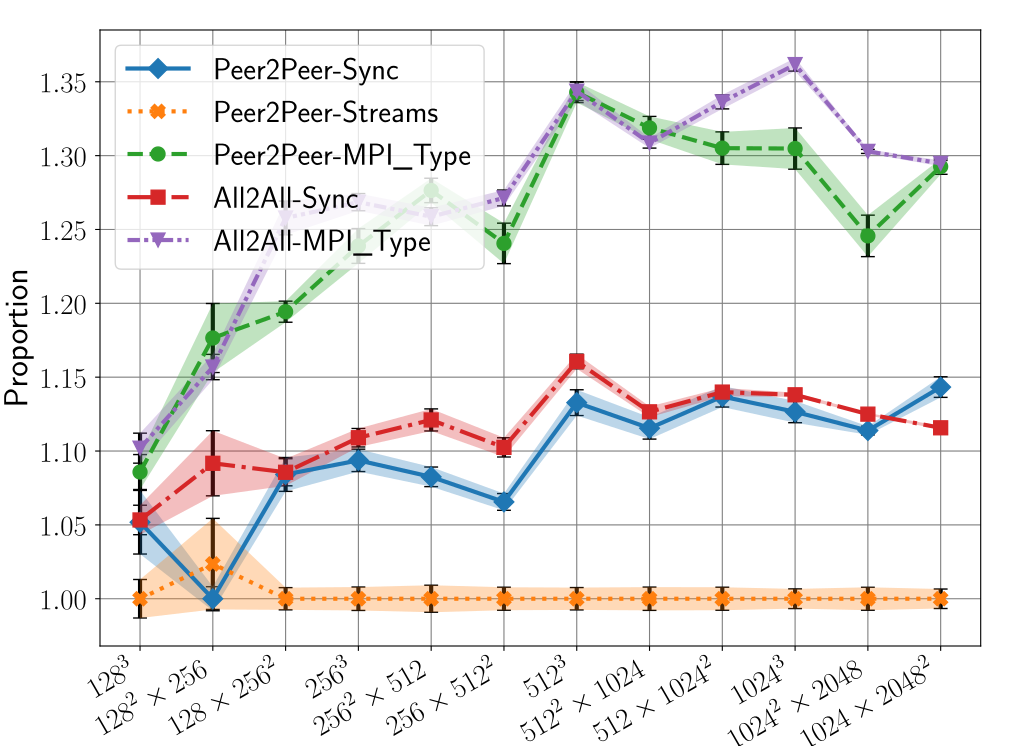 Peer2Peer-Sync
Peer2Peer-Streams
Peer2Peer-MPI_Type
All2All-Sync
All2All-MPI_Type
Proportion
1.35
1.30
1.25
1.20
1.15
1.10
1.05
1.00
128³
128² × 256
128 × 256²
256³
256² × 512
256 × 512²
512³
512² × 1024
512 × 1024²
1024³
1024² × 2048
1024 × 2048²